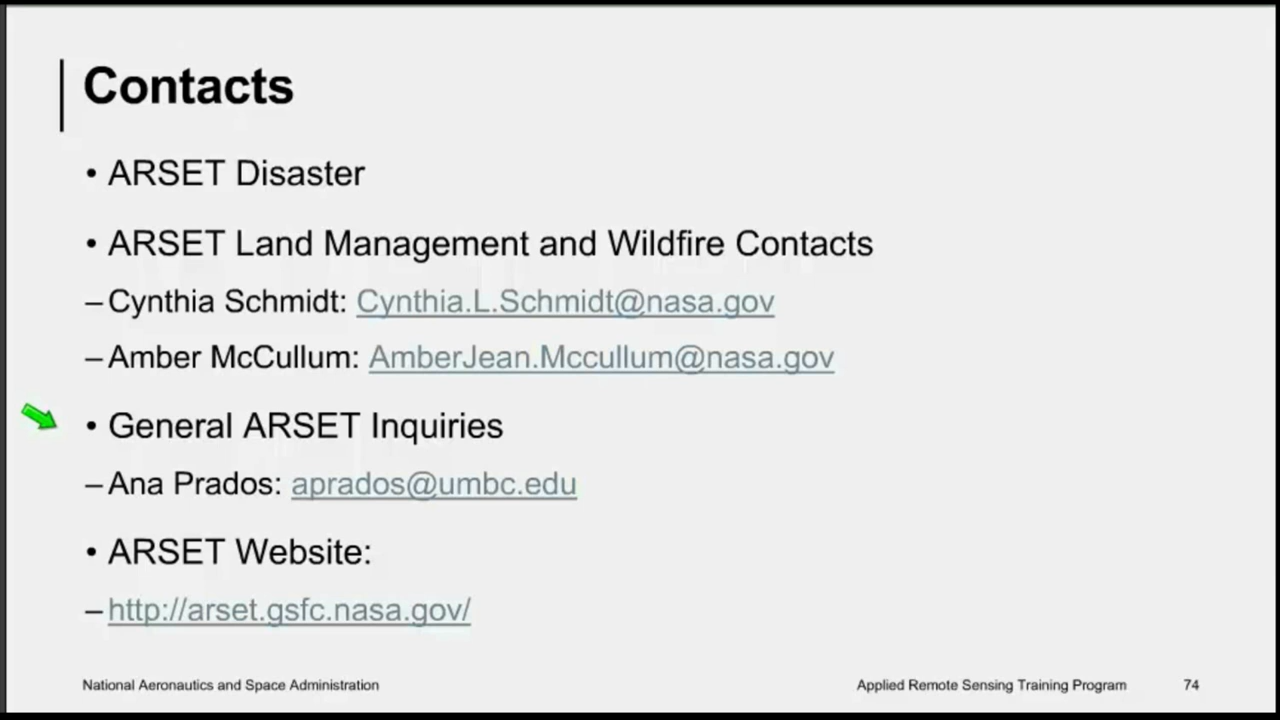 Contacts
• ARSET Disaster
• ARSET Land Management and Wildfire Contacts
– Cynthia Schmidt: Cynthia.L.Schmidt@nasa.gov
– Amber McCullum: AmberJean.Mccullum@nasa.gov
• General ARSET Inquiries
– Ana Prados: aprados@umbc.edu
• ARSET Website:
– http://arset.gsfc.nasa.gov/
National Aeronautics and Space Administration Applied Remote Sensing Training Program 74